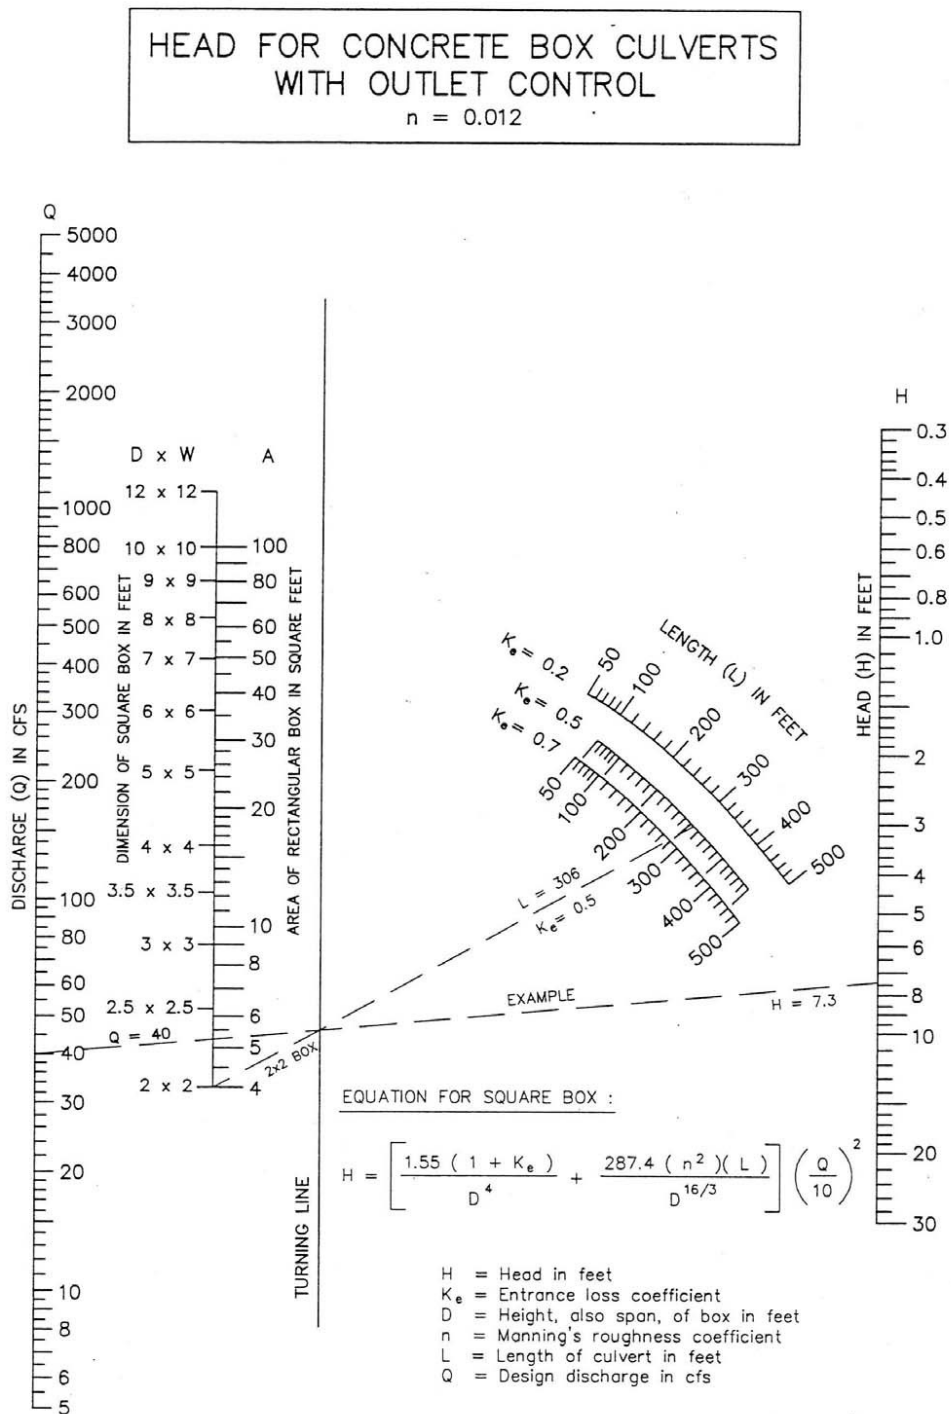 HEAD FOR CONCRETE BOX CULVERTS
WITH OUTLET CONTROL
n = 0.012
Q
5000
4000
3000
2000
1000
800
600
500
400
300
200
100
80
60
50
40
30
20
10
8
6
5
DISCHARGE (Q) IN CFS
D x W
12 x 12
10 x 10
9 x 9
8 x 8
7 x 7
6 x 6
5 x 5
4 x 4
3.5 x 3.5
3 x 3
2.5 x 2.5
2 x 2
DIMENSION OF SQUARE BOX IN FEET
A
100
80
60
50
40
30
20
10
8
6
5
4
AREA OF RECTANGULAR BOX IN SQUARE FEET
Q = 40
2x2 BOX
TURNING LINE
LENGTH (L) IN FEET
Ke = 0.2
50
100
200
300
400
500
Ke = 0.5
Ke = 0.7
50
100
200
300
400
500
L = 306
Ke = 0.5
EXAMPLE
H = 7.3
H
0.3
0.4
0.5
0.6
0.8
1.0
2
3
4
5
6
8
10
20
30
HEAD (H) IN FEET
EQUATION FOR SQUARE BOX :
H = [ 1.55 ( 1 + Ke ) / D^4 + 287.4 ( n² )( L ) / D^16/3 ] ( Q / 10 )²
H = Head in feet
Ke = Entrance loss coefficient
D = Height, also span, of box in feet
n = Manning's roughness coefficient
L = Length of culvert in feet
Q = Design discharge in cfs